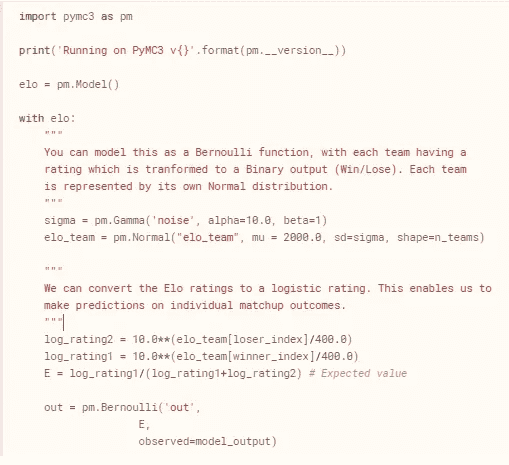 import pymc3 as pm
print('Running on PyMC3 v{}'.format(pm.__version__))
elo = pm.Model()
with elo:
"""
You can model this as a Bernoulli function, with each team having a
rating which is tranformed to a Binary output (Win/Lose). Each team
is represented by its own Normal distribution.
"""
sigma = pm.Gamma('noise', alpha=10.0, beta=1)
elo_team = pm.Normal("elo_team", mu = 2000.0, sd=sigma, shape=n_teams)
"""
We can convert the Elo ratings to a logistic rating. This enables us to
make predictions on individual matchup outcomes.
"""
log_rating2 = 10.0**(elo_team[loser_index]/400.0)
log_rating1 = 10.0**(elo_team[winner_index]/400.0)
E = log_rating1/(log_rating1+log_rating2) # Expected value
out = pm.Bernoulli('out',
E,
observed=model_output)